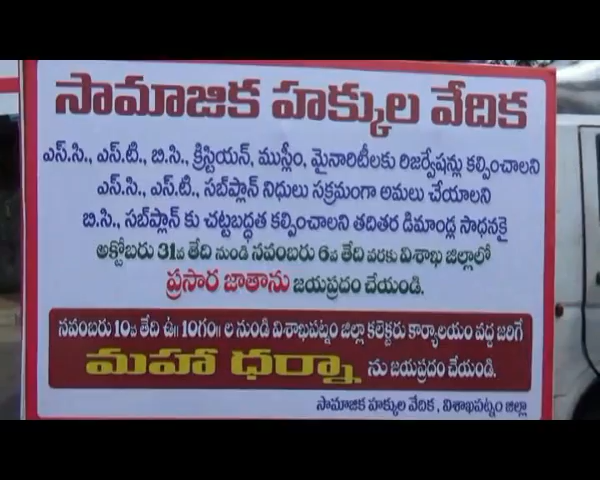 సామాజిక హక్కుల వేదిక
ఎస్.సి., ఎస్.టి., బి.సి, క్రిస్టియన్, ముస్లీం, మైనారిటీలకు రిజర్వేషన్లు కల్పించాలని
ఎస్.సి., ఎస్.టి., సబ్‌ప్లాన్ నిధులు సక్రమంగా అమలు చేయాలని
బి.సి., సబ్‌ప్లాన్ కు చట్టబద్ధత కల్పించాలని తదితర డిమాండ్ల సాధనకై
అక్టోబరు 31వ తేది నుండి నవంబరు 6వ తేది వరకు విశాఖ జిల్లాలో
ప్రసార జాతాను జయప్రదం చేయండి.
నవంబరు 10వ తేది ఉ॥ 10గం॥ ల నుండి విశాఖపట్నం జిల్లా కలెక్టరు కార్యాలయం వద్ద జరిగే
మహా ధర్నా ను జయప్రదం చేయండి.
సామాజిక హక్కుల వేదిక, విశాఖపట్నం జిల్లా